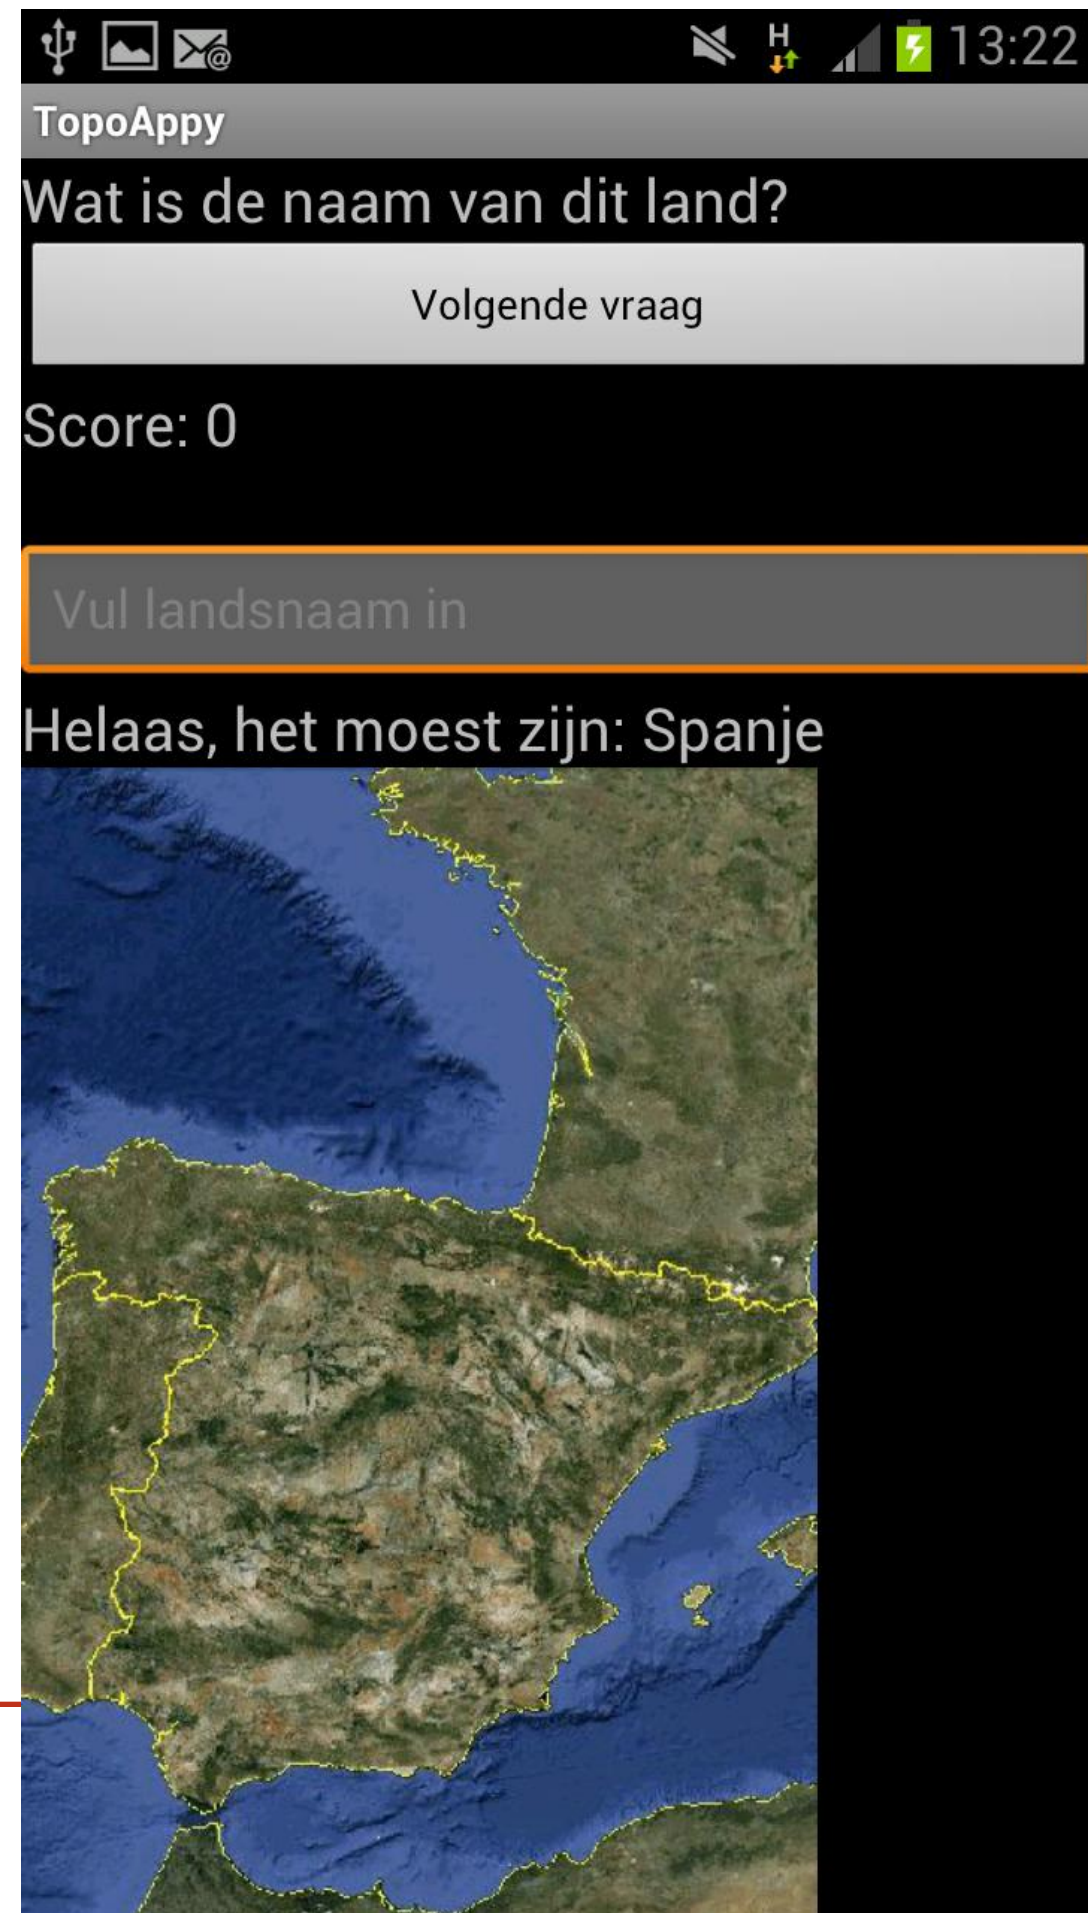 H
13:22
TopoAppy
Wat is de naam van dit land?
Volgende vraag
Score: 0
Vul landsnaam in
Helaas, het moest zijn: Spanje